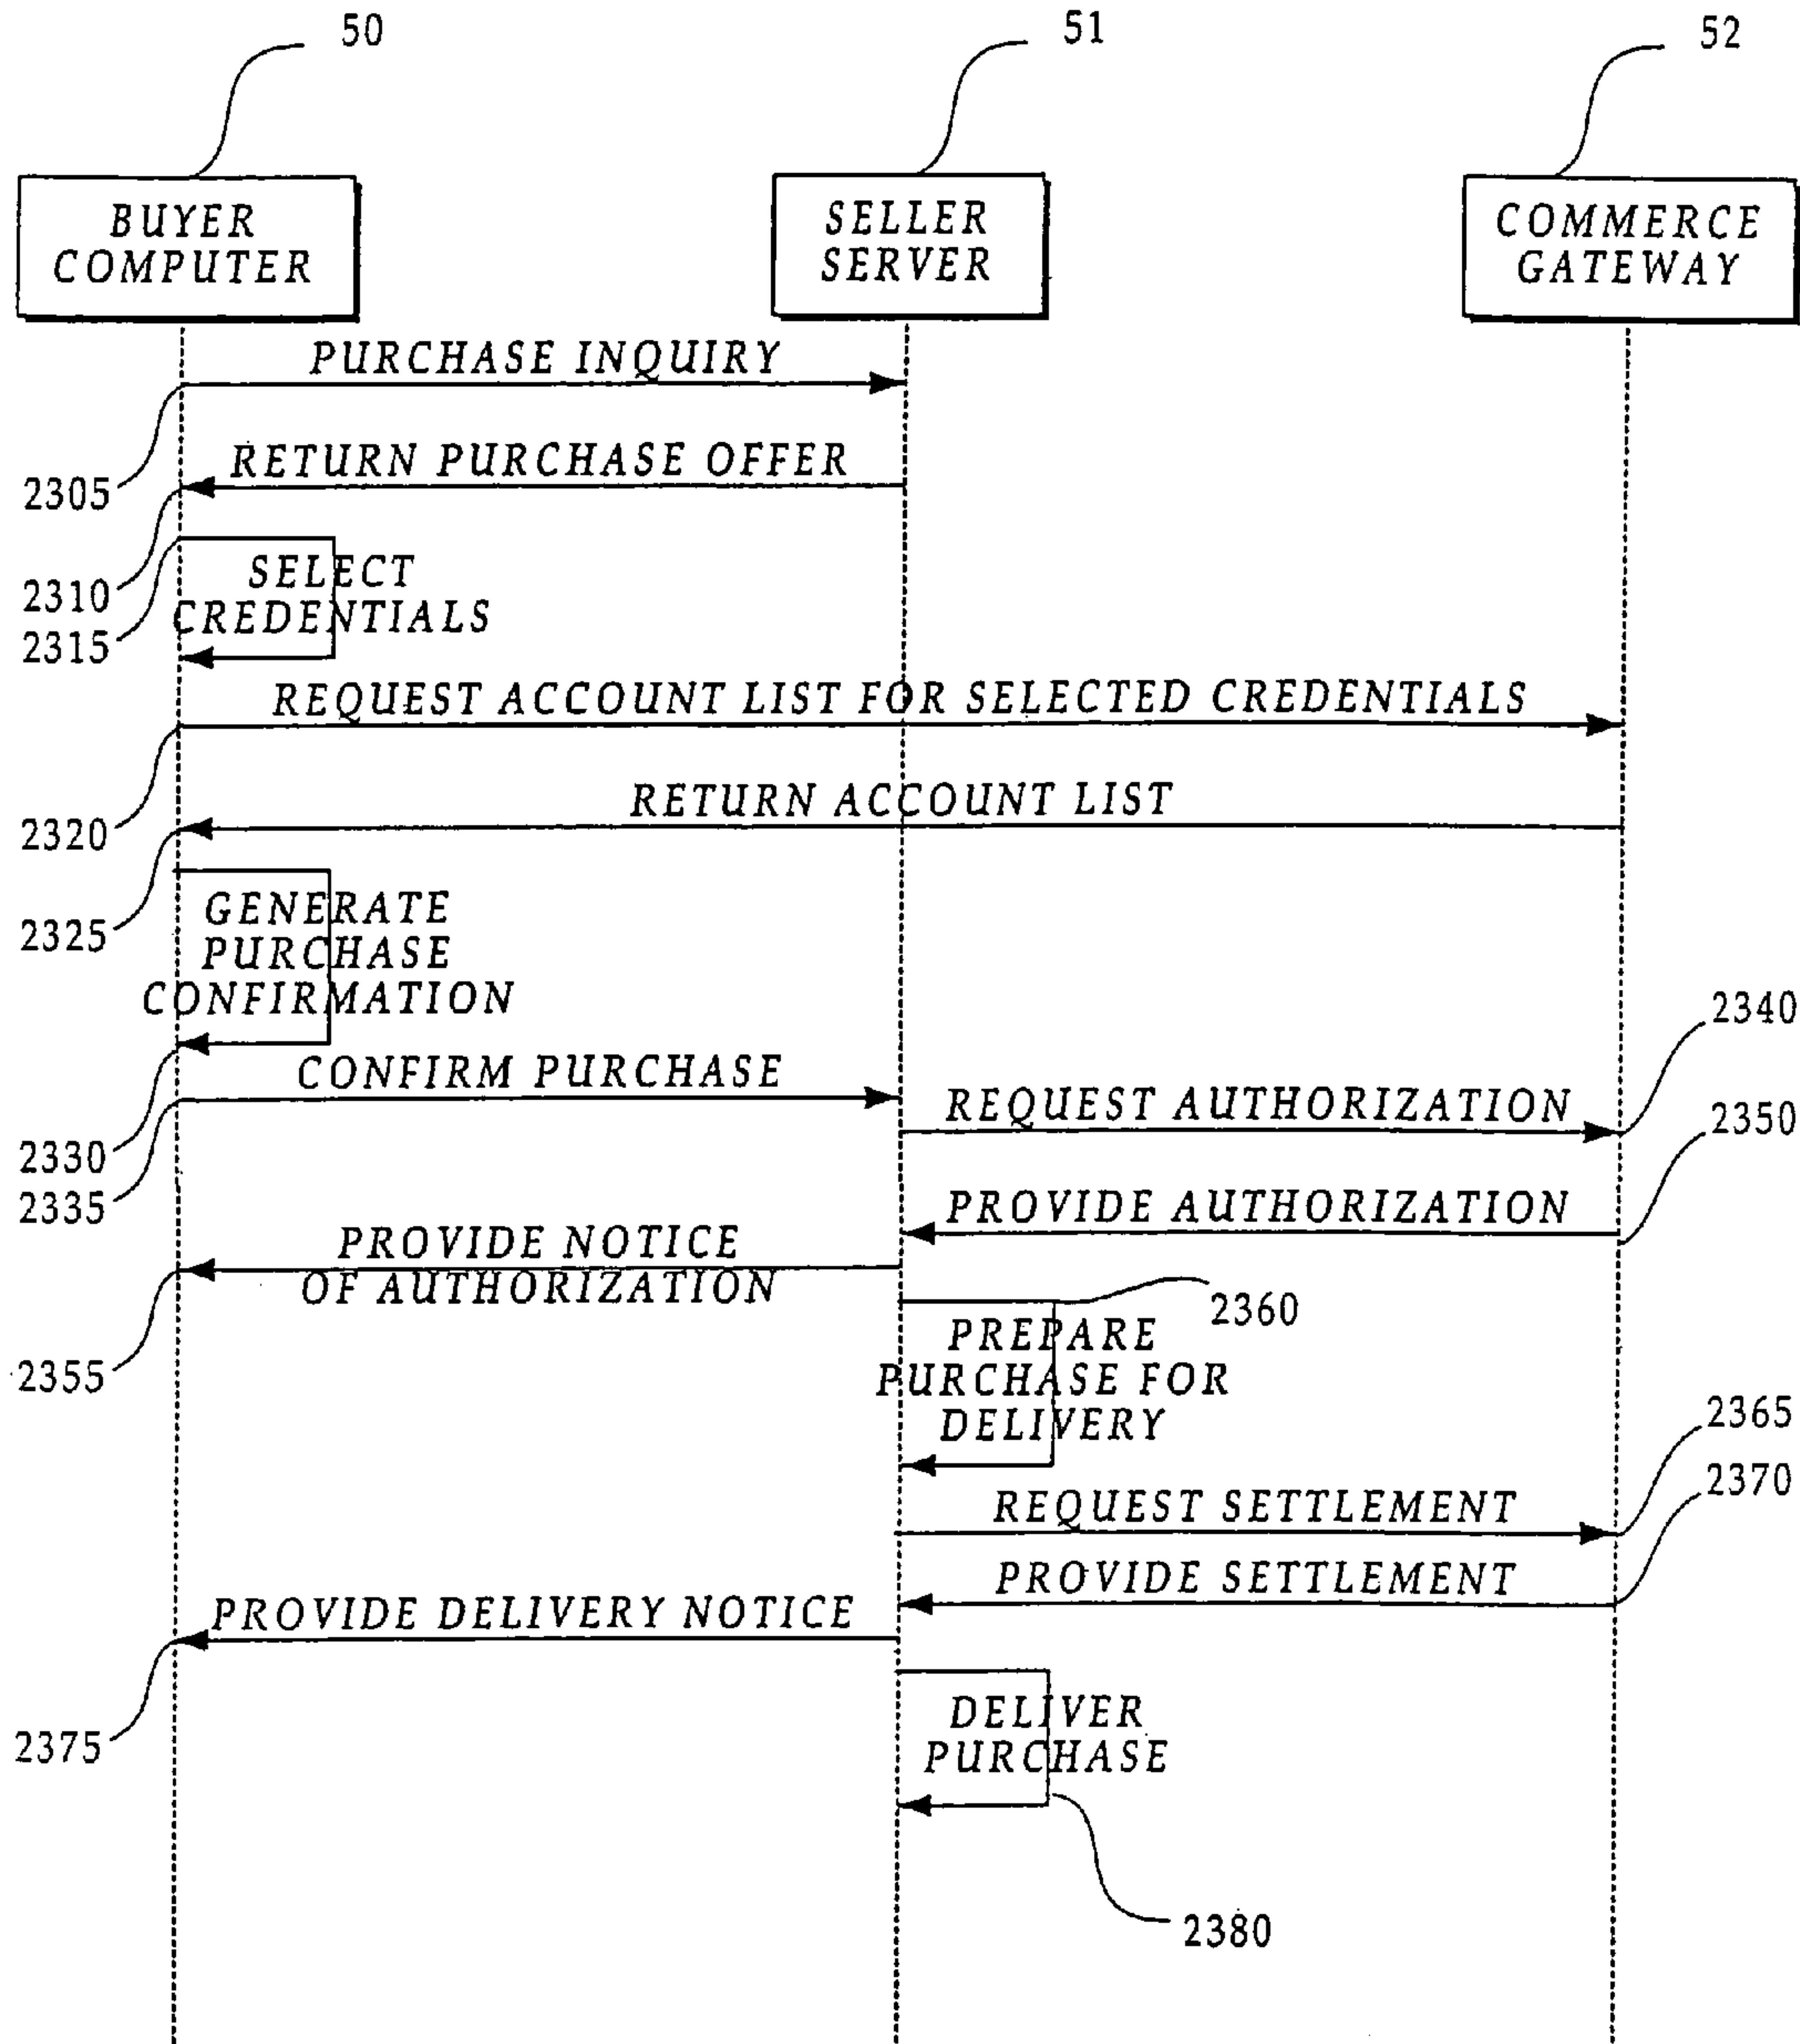 50
51
52
BUYER
COMPUTER
SELLER
SERVER
COMMERCE
GATEWAY
PURCHASE INQUIRY
2305
RETURN PURCHASE OFFER
2310
SELECT
CREDENTIALS
2315
REQUEST ACCOUNT LIST FOR SELECTED CREDENTIALS
2320
RETURN ACCOUNT LIST
2325
GENERATE
PURCHASE
CONFIRMATION
2330
CONFIRM PURCHASE
2335
REQUEST AUTHORIZATION
2340
PROVIDE AUTHORIZATION
2350
PROVIDE NOTICE
OF AUTHORIZATION
2355
2360
PREPARE
PURCHASE FOR
DELIVERY
REQUEST SETTLEMENT
2365
PROVIDE SETTLEMENT
2370
PROVIDE DELIVERY NOTICE
2375
DELIVER
PURCHASE
2380